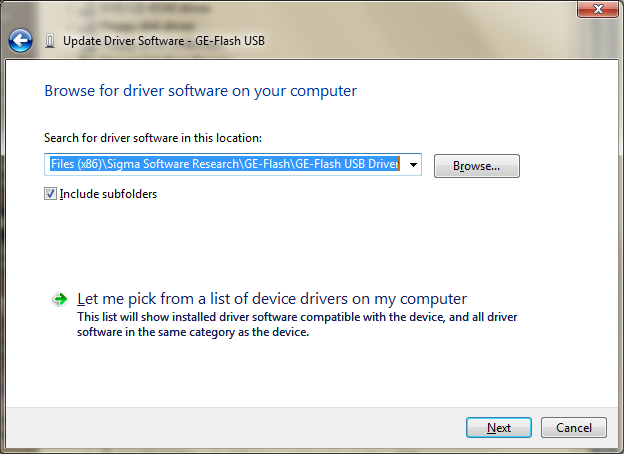 Update Driver Software - GE-Flash USB
Browse for driver software on your computer
Search for driver software in this location:
Files (x86)\Sigma Software Research\GE-Flash\GE-Flash USB Driver
Browse...
Include subfolders
Let me pick from a list of device drivers on my computer
This list will show installed driver software compatible with the device, and all driver
software in the same category as the device.
Next
Cancel